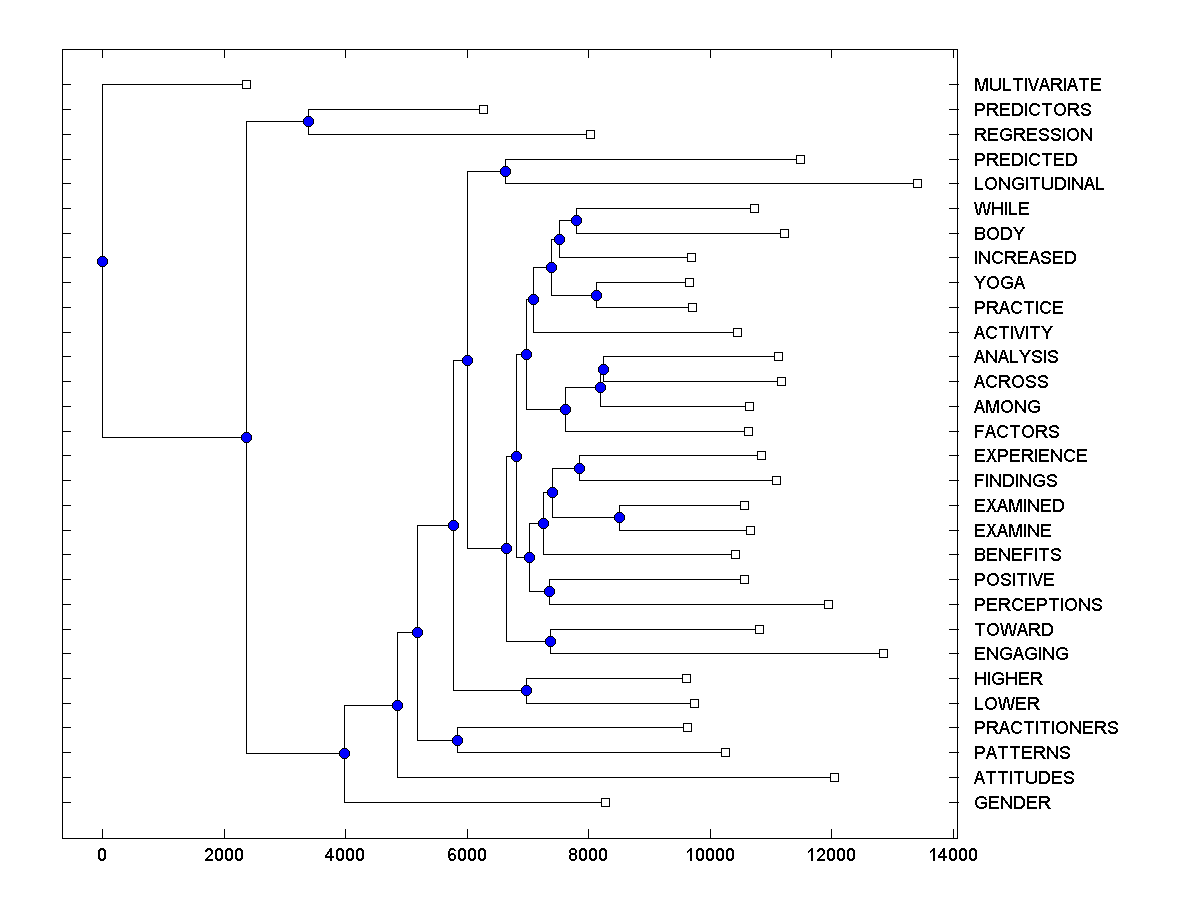 MULTIVARIATE
PREDICTORS
REGRESSION
PREDICTED
LONGITUDINAL
WHILE
BODY
INCREASED
YOGA
PRACTICE
ACTIVITY
ANALYSIS
ACROSS
AMONG
FACTORS
EXPERIENCE
FINDINGS
EXAMINED
EXAMINE
BENEFITS
POSITIVE
PERCEPTIONS
TOWARD
ENGAGING
HIGHER
LOWER
PRACTITIONERS
PATTERNS
ATTITUDES
GENDER
0 2000 4000 6000 8000 10000 12000 14000